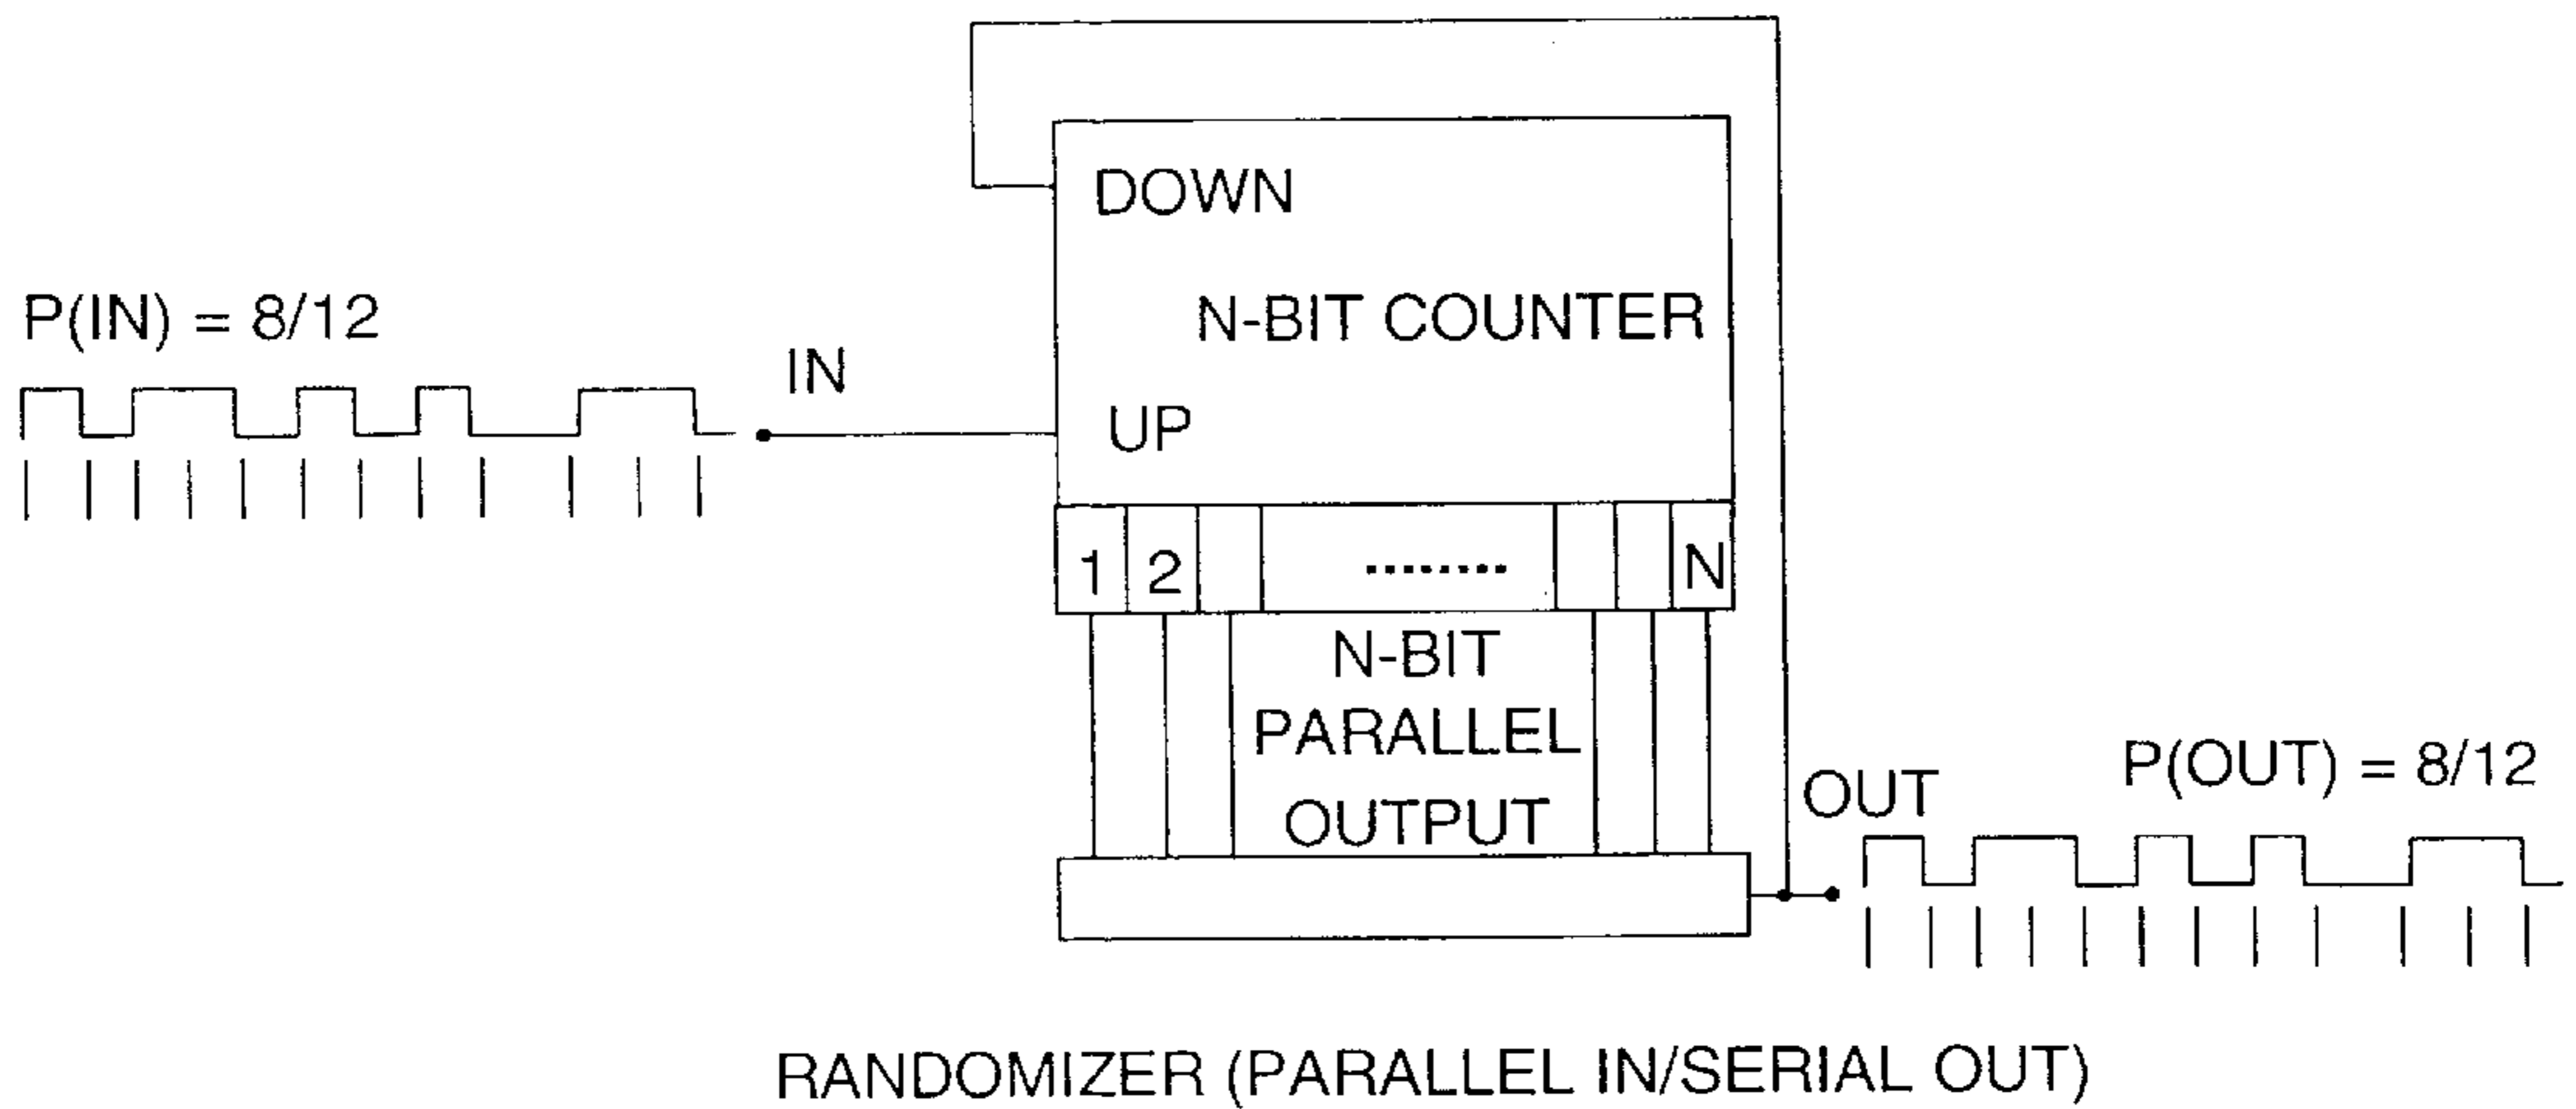 DOWN
P(IN) = 8/12
N-BIT COUNTER
IN
UP
1 2 ........ N
N-BIT
PARALLEL
OUTPUT
OUT
P(OUT) = 8/12
RANDOMIZER (PARALLEL IN/SERIAL OUT)